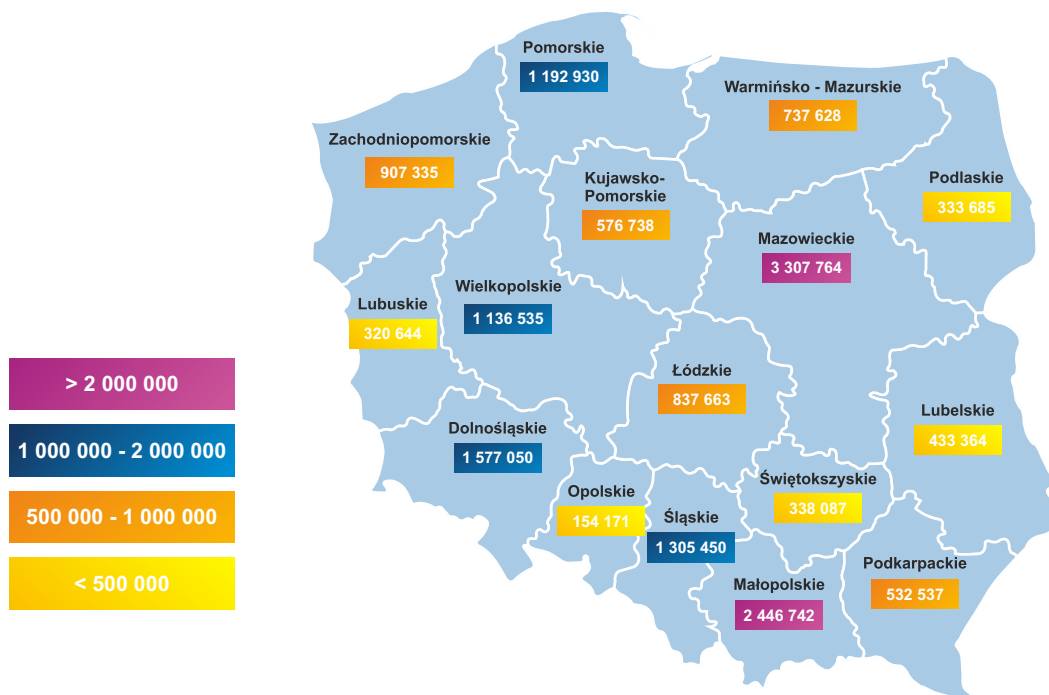 Pomorskie
1 192 930
Warmińsko - Mazurskie
737 628
Zachodniopomorskie
907 335
Kujawsko-
Pomorskie
576 738
Podlaskie
333 685
Mazowieckie
3 307 764
Wielkopolskie
1 136 535
Lubuskie
320 644
Łódzkie
837 663
Lubelskie
433 364
Dolnośląskie
1 577 050
Opolskie
154 171
Śląskie
1 305 450
Świętokszyskie
338 087
Małopolskie
2 446 742
Podkarpackie
532 537
> 2 000 000
1 000 000 - 2 000 000
500 000 - 1 000 000
< 500 000